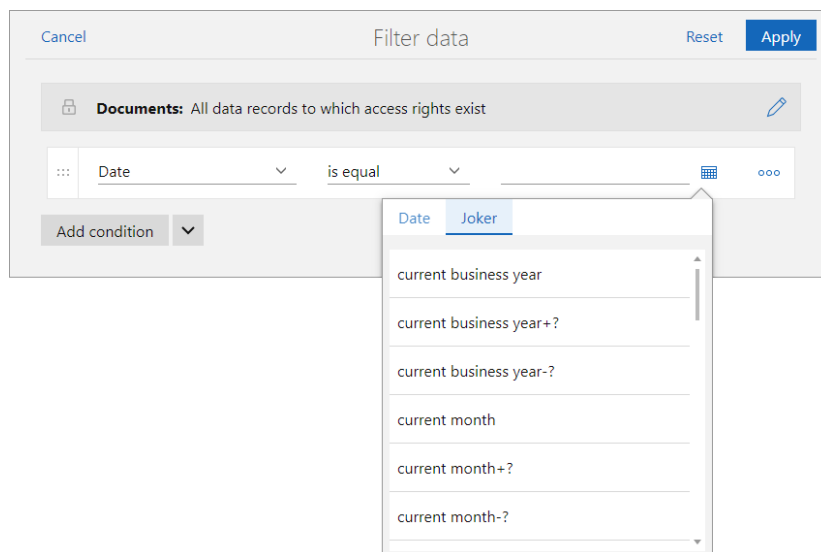 Cancel Filter data Reset Apply
Documents: All data records to which access rights exist
Date is equal
Add condition
Date Joker
current business year
current business year+?
current business year-?
current month
current month+?
current month-?